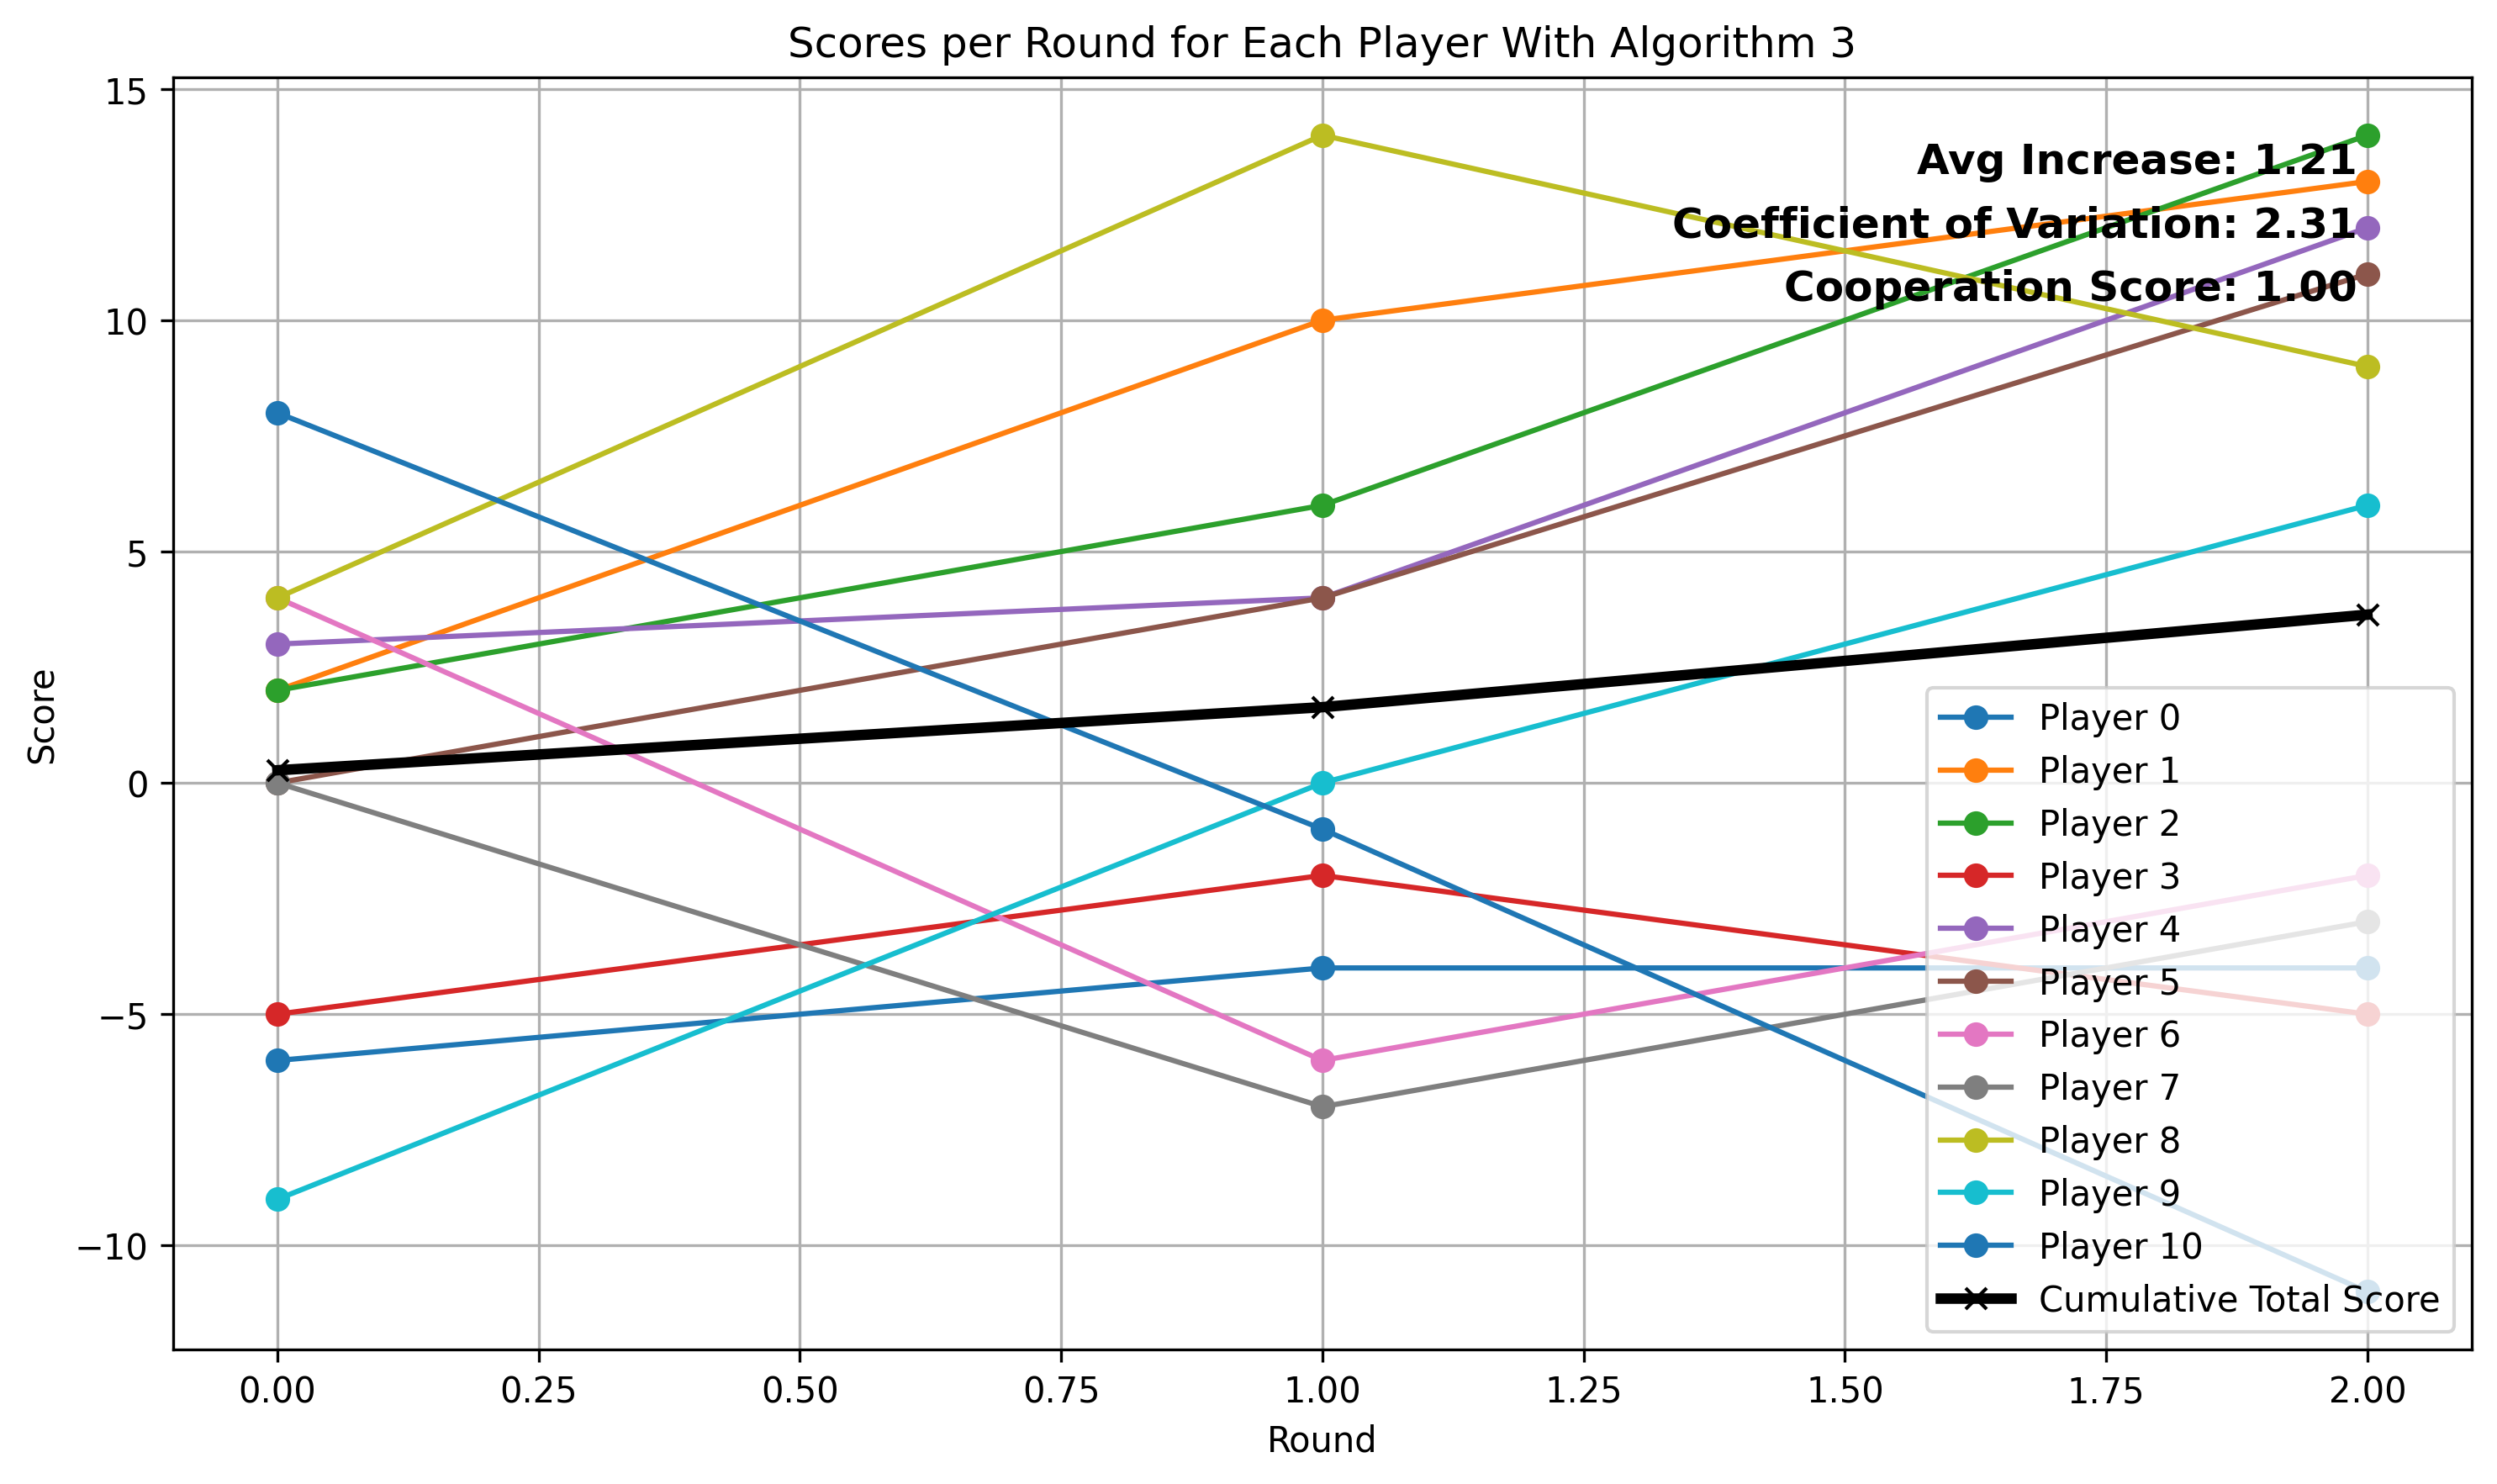 Scores per Round for Each Player With Algorithm 3
15
10
5
0
−5
−10
Score
Avg Increase: 1.21
Coefficient of Variation: 2.31
Cooperation Score: 1.00
Player 0
Player 1
Player 2
Player 3
Player 4
Player 5
Player 6
Player 7
Player 8
Player 9
Player 10
Cumulative Total Score
0.00 0.25 0.50 0.75 1.00 1.25 1.50 1.75 2.00
Round